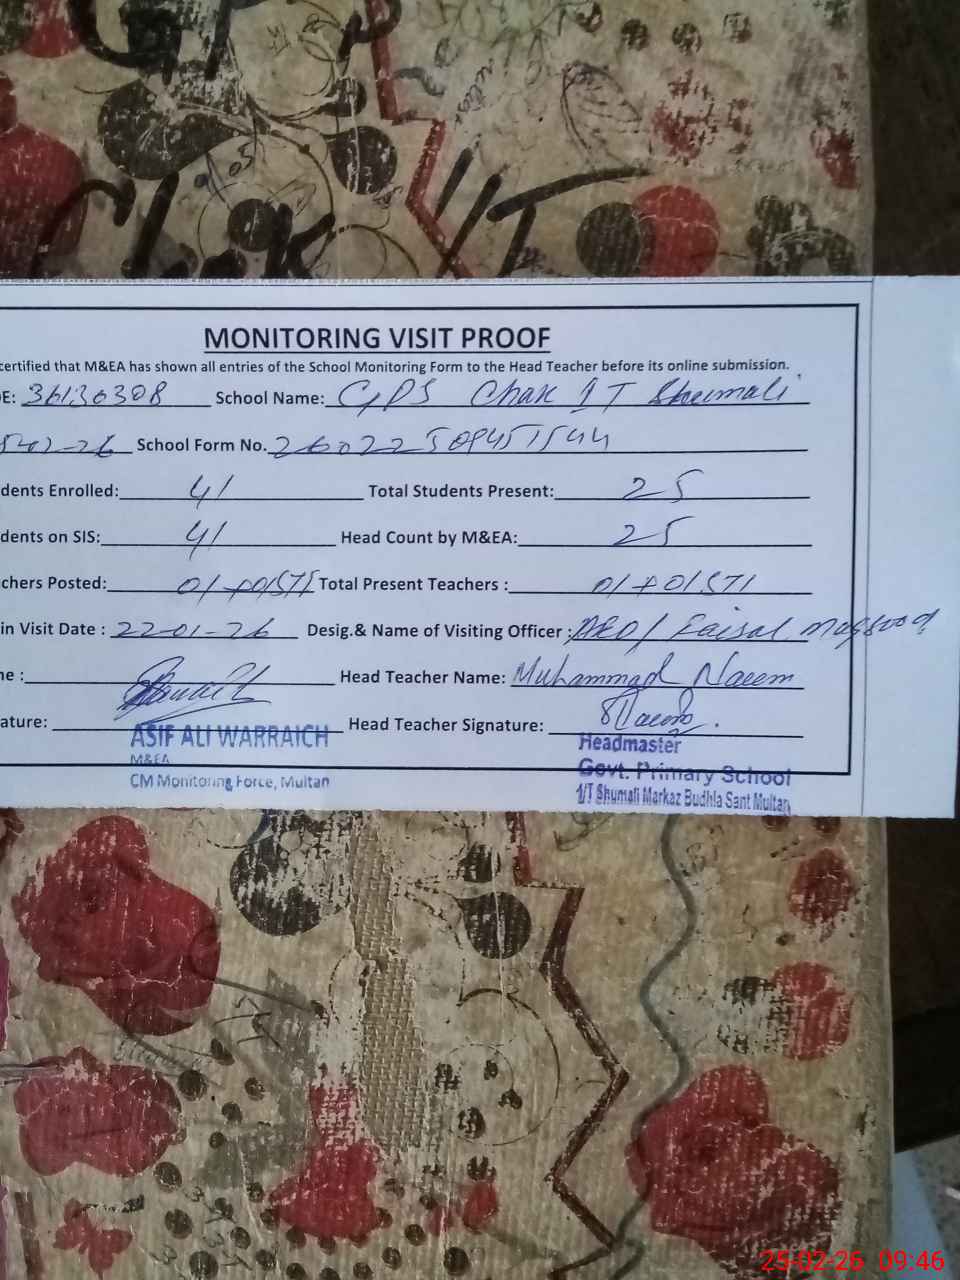 MONITORING VISIT PROOF
certified that M&EA has shown all entries of the School Monitoring Form to the Head Teacher before its online submission.
E: 36130308 School Name: GPS Chak 1T Shumali
-02-26 School Form No.
dents Enrolled: 41 Total Students Present: 25
dents on SIS: 41 Head Count by M&EA: 25
chers Posted: 01+01STI Total Present Teachers : 01+01STI
in Visit Date : 22-01-26 Desig.& Name of Visiting Officer : AEO/ Faisal Maqsood
ne : Head Teacher Name: Muhammad Naeem
ature: Head Teacher Signature: Naeem
ASIF ALI WARRAICH
M&EA
CM Monitoring Force, Multan
Headmaster
Govt. Primary School
1/T Shumali Markaz Budhla Sant Multan
25-02-26 09:46